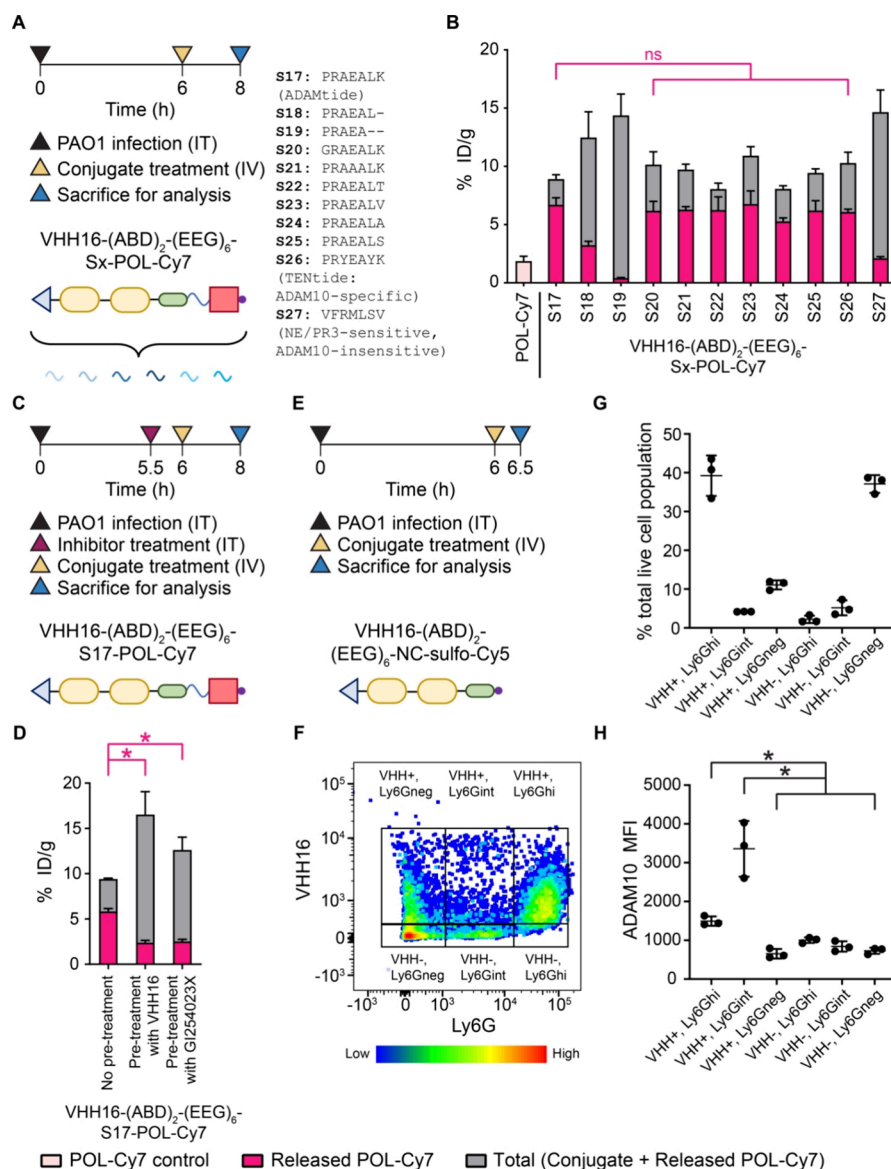 A
0
6
8
Time (h)
PAO1 infection (IT)
Conjugate treatment (IV)
Sacrifice for analysis
VHH16-(ABD)2-(EEG)6-
Sx-POL-Cy7
S17: PRAEALK
(ADAMtide)
S18: PRAEAL-
S19: PRAEA--
S20: GRAEALK
S21: PRAAALK
S22: PRAEALT
S23: PRAEALV
S24: PRAEALA
S25: PRAEALS
S26: PRYEAYK
(TENtide:
ADAM10-specific)
S27: VFRMLSV
(NE/PR3-sensitive,
ADAM10-insensitive)
B
ns
20
15
10
5
0
% ID/g
POL-Cy7
S17
S18
S19
S20
S21
S22
S23
S24
S25
S26
S27
VHH16-(ABD)2-(EEG)6-
Sx-POL-Cy7
C
0
5.5
6
8
Time (h)
PAO1 infection (IT)
Inhibitor treatment (IT)
Conjugate treatment (IV)
Sacrifice for analysis
VHH16-(ABD)2-(EEG)6-
S17-POL-Cy7
D
*
*
20
15
10
5
0
% ID/g
No pre-treatment
Pre-treatment
with VHH16
Pre-treatment
with GI254023X
VHH16-(ABD)2-(EEG)6-
S17-POL-Cy7
E
0
6
6.5
Time (h)
PAO1 infection (IT)
Conjugate treatment (IV)
Sacrifice for analysis
VHH16-(ABD)2-
(EEG)6-NC-sulfo-Cy5
F
VHH+,
Ly6Gneg
VHH+,
Ly6Gint
VHH+,
Ly6Ghi
VHH-,
Ly6Gneg
VHH-,
Ly6Gint
VHH-,
Ly6Ghi
10^5
10^4
10^3
0
-10^3
VHH16
-10^3
0
10^3
10^4
10^5
Ly6G
Low
High
G
50
40
30
20
10
0
% total live cell population
VHH+, Ly6Ghi
VHH+, Ly6Gint
VHH+, Ly6Gneg
VHH-, Ly6Ghi
VHH-, Ly6Gint
VHH-, Ly6Gneg
H
*
*
5000
4000
3000
2000
1000
0
ADAM10 MFI
VHH+, Ly6Ghi
VHH+, Ly6Gint
VHH+, Ly6Gneg
VHH-, Ly6Ghi
VHH-, Ly6Gint
VHH-, Ly6Gneg
POL-Cy7 control
Released POL-Cy7
Total (Conjugate + Released POL-Cy7)